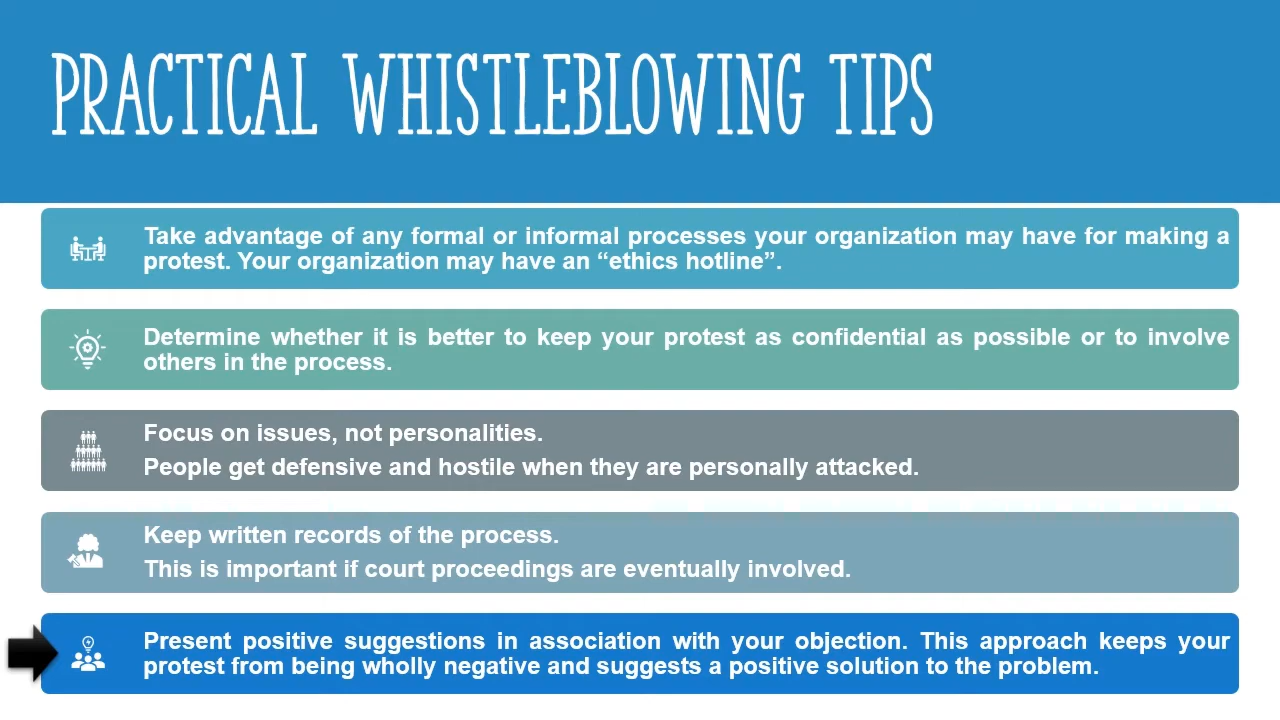 PRACTICAL WHISTLEBLOWING TIPS
Take advantage of any formal or informal processes your organization may have for making a
protest. Your organization may have an “ethics hotline”.
Determine whether it is better to keep your protest as confidential as possible or to involve
others in the process.
Focus on issues, not personalities.
People get defensive and hostile when they are personally attacked.
Keep written records of the process.
This is important if court proceedings are eventually involved.
Present positive suggestions in association with your objection. This approach keeps your
protest from being wholly negative and suggests a positive solution to the problem.